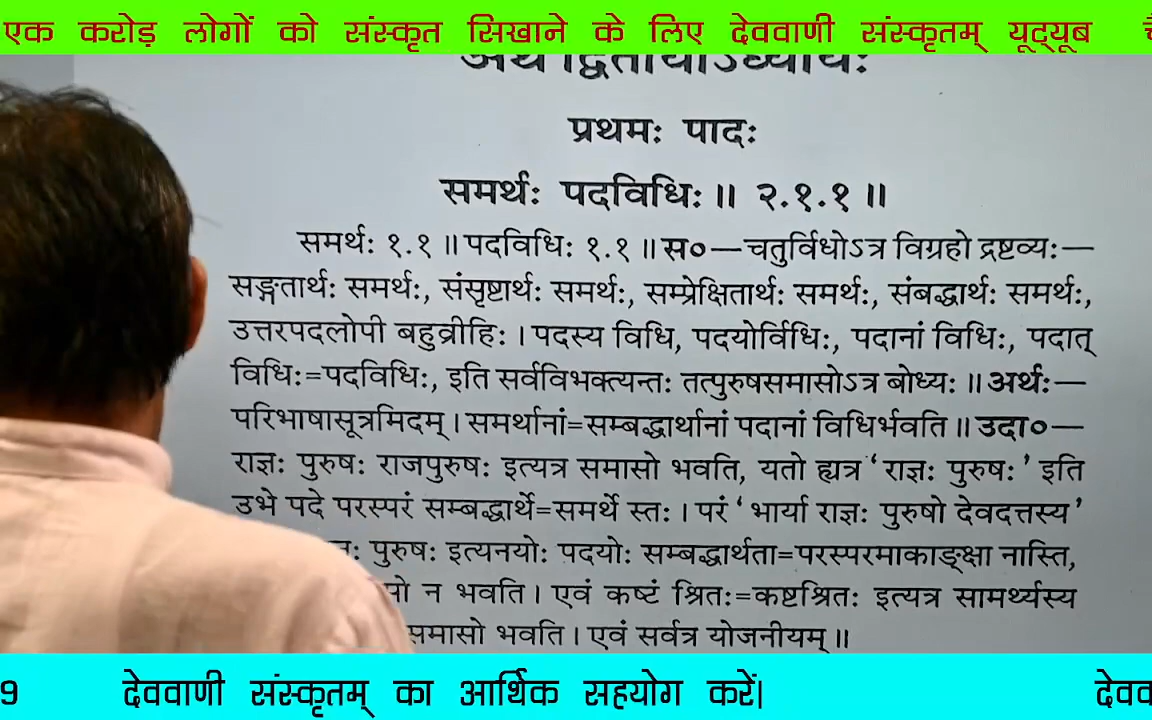 एक करोड़ लोगों को संस्कृत सिखाने के लिए देववाणी संस्कृतम् यूट्यूब
प्रथमः पादः
समर्थः पदविधिः॥ २.१.१॥
समर्थः १.१॥ पदविधिः १.१॥ स०—चतुर्विधोऽत्र विग्रहो द्रष्टव्यः—
सङ्गतार्थः समर्थः, संसृष्टार्थः समर्थः, सम्प्रेक्षितार्थः समर्थः, संबद्धार्थः समर्थः,
उत्तरपदलोपी बहुव्रीहिः। पदस्य विधि, पदयोर्विधिः, पदानां विधिः, पदात्
विधिः=पदविधिः, इति सर्वविभक्त्यन्तः तत्पुरुषसमासोऽत्र बोध्यः॥ अर्थः—
परिभाषासूत्रमिदम्। समर्थानां=सम्बद्धार्थानां पदानां विधिर्भवति॥ उदा०—
राज्ञः पुरुषः राजपुरुषः इत्यत्र समासो भवति, यतो ह्यत्र ‘राज्ञः पुरुषः’ इति
उभे पदे परस्परं सम्बद्धार्थे=समर्थे स्तः। परं ‘भार्या राज्ञः पुरुषो देवदत्तस्य’
पुरुषः इत्यनयोः पदयोः सम्बद्धार्थता=परस्परमाकाङ्क्षा नास्ति,
न भवति। एवं कष्टं श्रितः=कष्टश्रितः इत्यत्र सामर्थ्यस्य
समासो भवति। एवं सर्वत्र योजनीयम्॥
9 देववाणी संस्कृतम् का आर्थिक सहयोग करें।